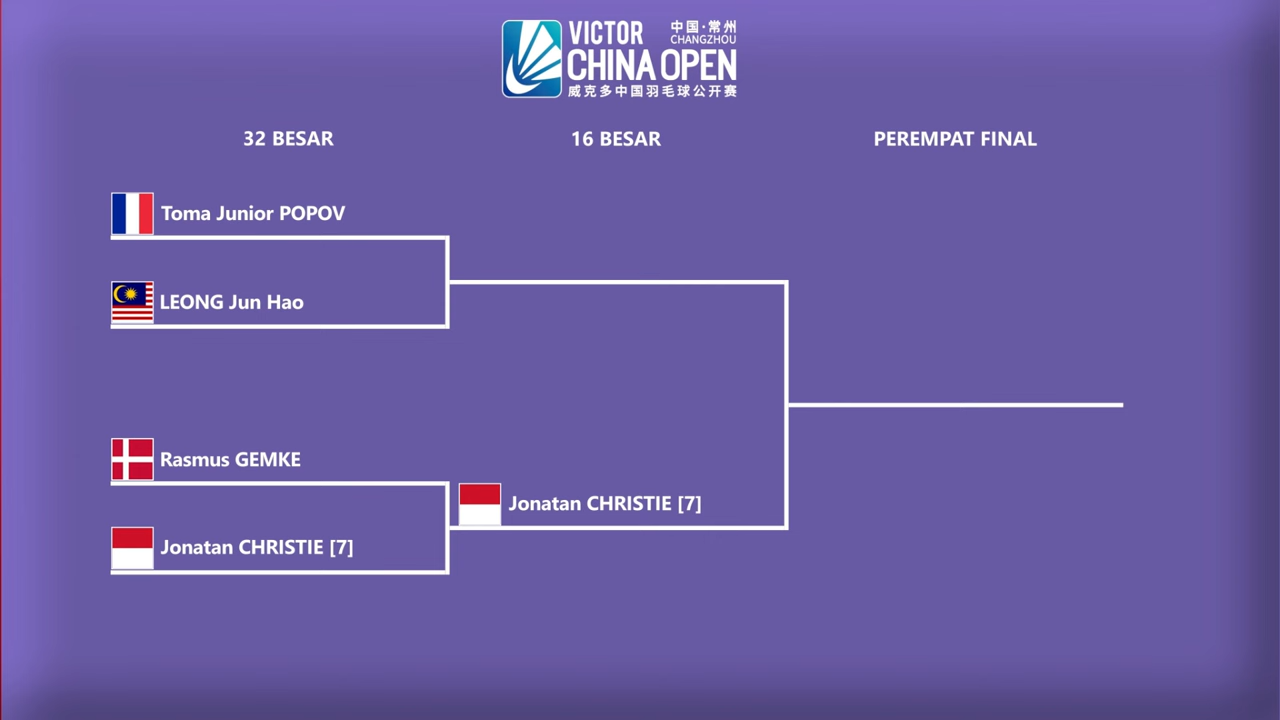 VICTOR
中国·常州
CHANGZHOU
CHINA OPEN
威克多中国羽毛球公开赛
32 BESAR
16 BESAR
PEREMPAT FINAL
Toma Junior POPOV
LEONG Jun Hao
Rasmus GEMKE
Jonatan CHRISTIE [7]
Jonatan CHRISTIE [7]